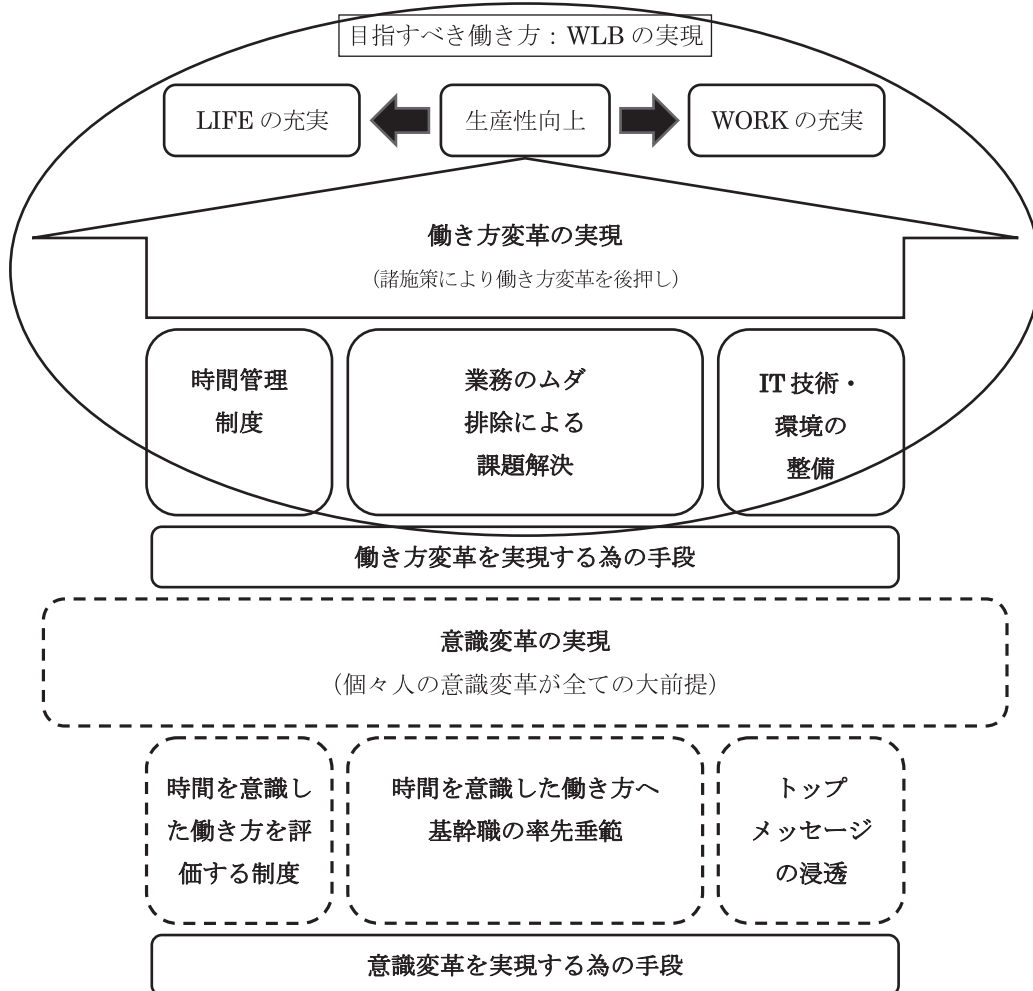 目指すべき働き方：WLB の実現
LIFE の充実
生産性向上
WORK の充実
働き方変革の実現
（諸施策により働き方変革を後押し）
時間管理
制度
業務のムダ
排除による
課題解決
IT 技術・
環境の
整備
働き方変革を実現する為の手段
意識変革の実現
（個々人の意識変革が全ての大前提）
時間を意識し
た働き方を評
価する制度
時間を意識した働き方へ
基幹職の率先垂範
トップ
メッセージ
の浸透
意識変革を実現する為の手段